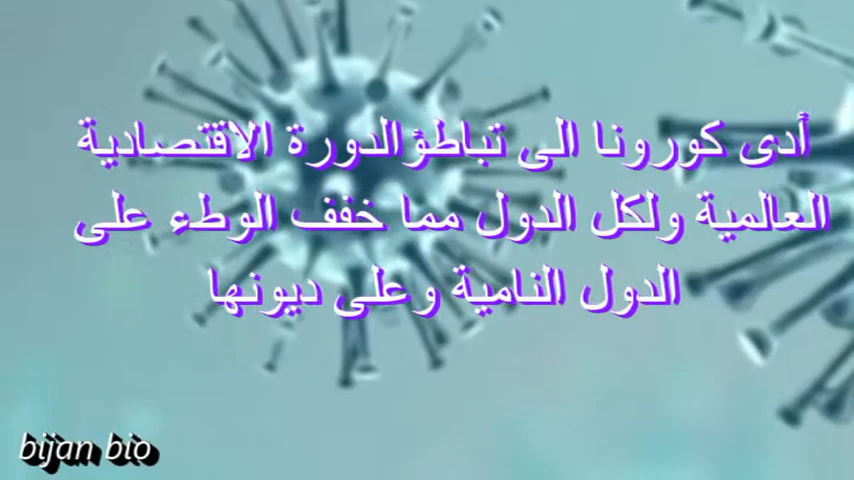 أدى كورونا الى تباطؤالدورة الاقتصادية
العالمية ولكل الدول مما خفف الوطء على
الدول النامية وعلى ديونها
bijan bio